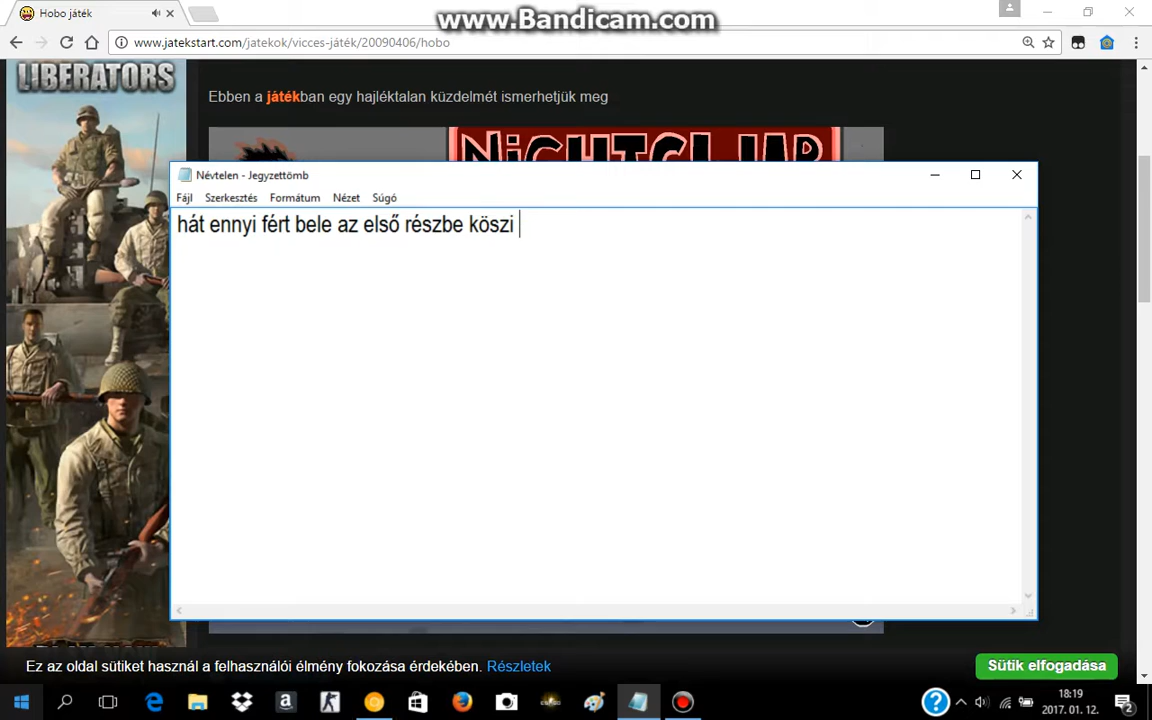 www.Bandicam.com
Hobo játék
www.jatekstart.com/jatekok/vicces-játék/20090406/hobo
LIBERATORS
Ebben a játékban egy hajléktalan küzdelmét ismerhetjük meg
Névtelen - Jegyzettömb
Fájl Szerkesztés Formátum Nézet Súgó
hát ennyi fért bele az első részbe köszi
Ez az oldal sütiket használ a felhasználói élmény fokozása érdekében. Részletek
Sütik elfogadása
18:19
2017. 01. 12.
2